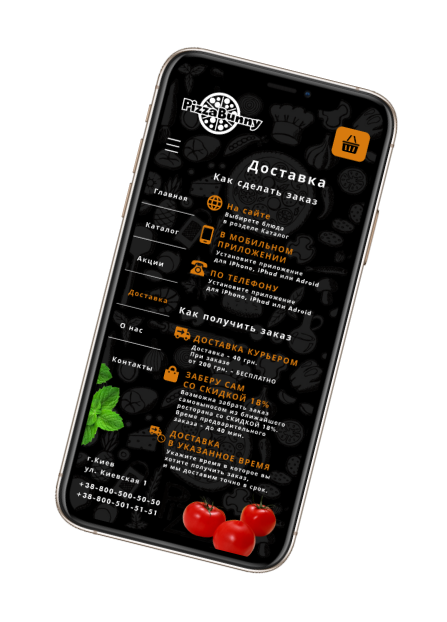 PizzaBunny
Доставка
Как сделать заказ
Главная
Каталог
Акции
Доставка
О нас
Контакты
На сайте
Выбирете блюда
в разделе Каталог
В МОБИЛЬНОМ
ПРИЛОЖЕНИИ
Установите приложение
для iPhone, iPhod или Adroid
ПО ТЕЛЕФОНУ
Установите приложение
для iPhone, iPhod или Adroid
Как получить заказ
ДОСТАВКА КУРЬЕРОМ
Доставка - 40 грн.
При заказе
от 200 грн. - БЕСПЛАТНО
ЗАБЕРУ САМ
СО СКИДКОЙ 18%
Возможна забрать заказ
самовывосом из ближайшего
ресторана со СКИДКОЙ 18%.
Время предварительного
заказа - до 40 мин.
ДОСТАВКА
В УКАЗАННОЕ ВРЕМЯ
Укажите время в которое вы
хотите получить заказ,
и мы доставим точно в срок.
г.Киев
ул. Киевская 1
+38-800-500-50-50
+38-800-501-51-51